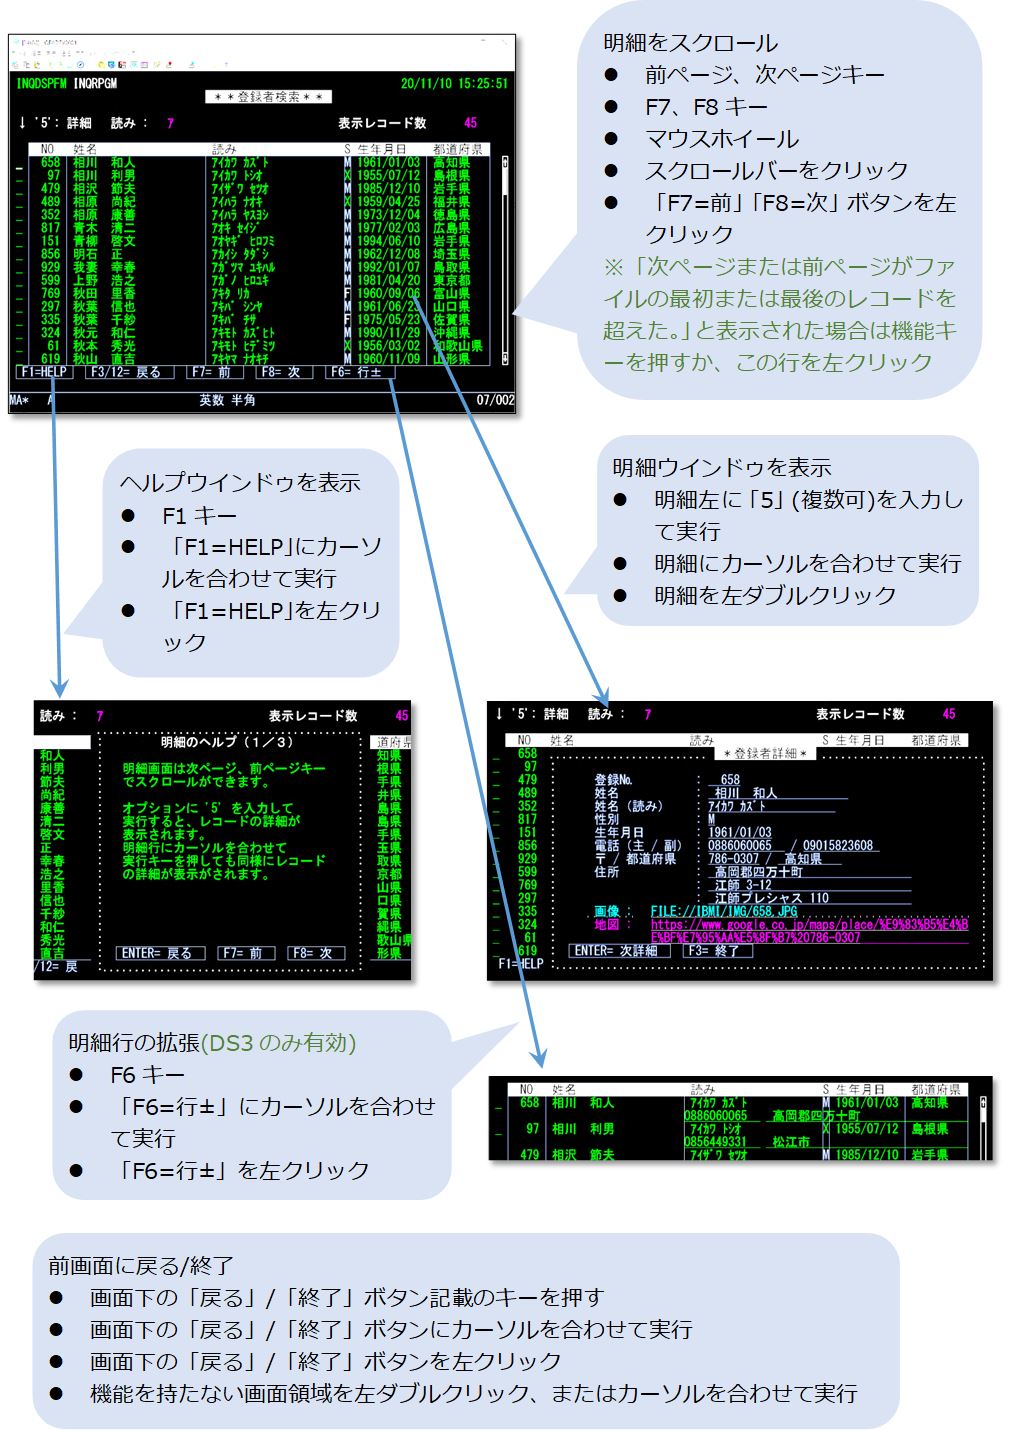 INQDSPFM INQRPGM
20/11/10 15:25:51
＊＊登録者検索＊＊
↓ '5': 詳細 読み : 7 表示レコード数 45
NO 姓名 読み S 生年月日 都道府県
658 相川 和人 ｱｲｶﾜ ｶｽﾞﾄ M 1961/01/03 高知県
97 相川 利男 ｱｲｶﾜ ﾄｼｵ X 1955/07/12 島根県
479 相沢 節夫 ｱｲｻﾞﾜ ｾﾂｵ M 1985/12/10 岩手県
489 相原 尚紀 ｱｲﾊﾗ ﾅｵｷ X 1959/04/25 福井県
352 相原 康善 ｱｲﾊﾗ ﾔｽﾖｼ M 1973/12/04 徳島県
817 青木 清二 ｱｵｷ ｾｲｼﾞ M 1977/02/03 広島県
151 青柳 啓文 ｱｵﾔｷﾞ ﾋﾛﾌﾐ M 1994/06/10 岩手県
856 明石 正 ｱｶｲｼ ﾀﾀﾞｼ M 1962/12/08 埼玉県
929 我妻 幸春 ｱｶﾞﾂﾏ ﾕｷﾊﾙ M 1992/01/07 鳥取県
599 上野 浩之 ｱｶﾞﾉ ﾋﾛﾕｷ M 1981/04/20 東京都
769 秋田 里香 ｱｷﾀ ﾘｶ F 1960/09/06 富山県
297 秋葉 信也 ｱｷﾊﾞ ｼﾝﾔ M 1961/06/23 山口県
335 秋葉 千紗 ｱｷﾊﾞ ﾁｻ F 1975/05/23 佐賀県
324 秋元 和仁 ｱｷﾓﾄ ｶｽﾞﾋﾄ M 1990/11/29 沖縄県
61 秋本 秀光 ｱｷﾓﾄ ﾋﾃﾞﾐﾂ X 1956/03/02 和歌山県
619 秋山 直吉 ｱｷﾔﾏ ﾅｵｷﾁ M 1960/11/09 山形県
F1=HELP F3/12= 戻る F7= 前 F8= 次 F6= 行±
MA* A 英数 半角 07/002
明細をスクロール
● 前ページ、次ページキー
● F7、F8 キー
● マウスホイール
● スクロールバーをクリック
● 「F7=前」「F8=次」ボタンを左
クリック
※「次ページまたは前ページがファ
イルの最初または最後のレコードを
超えた。」と表示された場合は機能キ
ーを押すか、この行を左クリック
ヘルプウインドゥを表示
● F1 キー
● 「F1=HELP」にカーソ
ルを合わせて実行
● 「F1=HELP」を左クリ
ック
明細ウインドゥを表示
● 明細左に「5」(複数可)を入力し
て実行
● 明細にカーソルを合わせて実行
● 明細を左ダブルクリック
読み : 7 表示レコード数 45
明細のヘルプ（１／３） 道府県
和人 知県
利男 明細画面は次ページ、前ページキー 根県
節夫 でスクロールができます。 手県
尚紀 井県
康善 オプションに '5' を入力して 島県
清二 実行すると、レコードの詳細が 島県
啓文 表示されます。 手県
正 明細行にカーソルを合わせて 玉県
幸春 実行キーを押しても同様にレコード 取県
浩之 の詳細が表示がされます。 京都
里香 山県
信也 口県
千紗 賀県
和仁 縄県
秀光 歌山県
直吉 ENTER= 戻る F7= 前 F8= 次 形県
/12= 戻
↓ '5': 詳細 読み : 7 表示レコード数 45
NO 姓名 読み S 生年月日 都道府県
658 ＊登録者詳細＊
97
479 登録No. : 658
489 姓名 : 相川 和人
352 姓名（読み） : ｱｲｶﾜ ｶｽﾞﾄ
817 性別 : M
151 生年月日 : 1961/01/03
856 電話（主 / 副） : 0886060065 / 09015823608
929 〒 / 都道府県 : 786-0307 / 高知県
599 住所 : 高岡郡四万十町
769 江師 3-12
297 江師プレシャス 110
335 画像 : FILE://IBMI/IMG/658.JPG
324 地図 : https://www.google.co.jp/maps/place/%E9%83%B5%E4%B
61 E%BF%E7%95%AA%E5%8F%B7%20786-0307
619 ENTER= 次詳細 F3= 終了
F1=HELP
明細行の拡張(DS3 のみ有効)
● F6 キー
● 「F6=行±」にカーソルを合わせ
て実行
● 「F6=行±」を左クリック
NO 姓名 読み S 生年月日 都道府県
658 相川 和人 ｱｲｶﾜ ｶｽﾞﾄ M 1961/01/03 高知県
0886060065 高岡郡四万十町
97 相川 利男 ｱｲｶﾜ ﾄｼｵ X 1955/07/12 島根県
0856449331 松江市
479 相沢 節夫 ｱｲｻﾞﾜ ｾﾂｵ M 1985/12/10 岩手県
前画面に戻る/終了
● 画面下の「戻る」/「終了」ボタン記載のキーを押す
● 画面下の「戻る」/「終了」ボタンにカーソルを合わせて実行
● 画面下の「戻る」/「終了」ボタンを左クリック
● 機能を持たない画面領域を左ダブルクリック、またはカーソルを合わせて実行